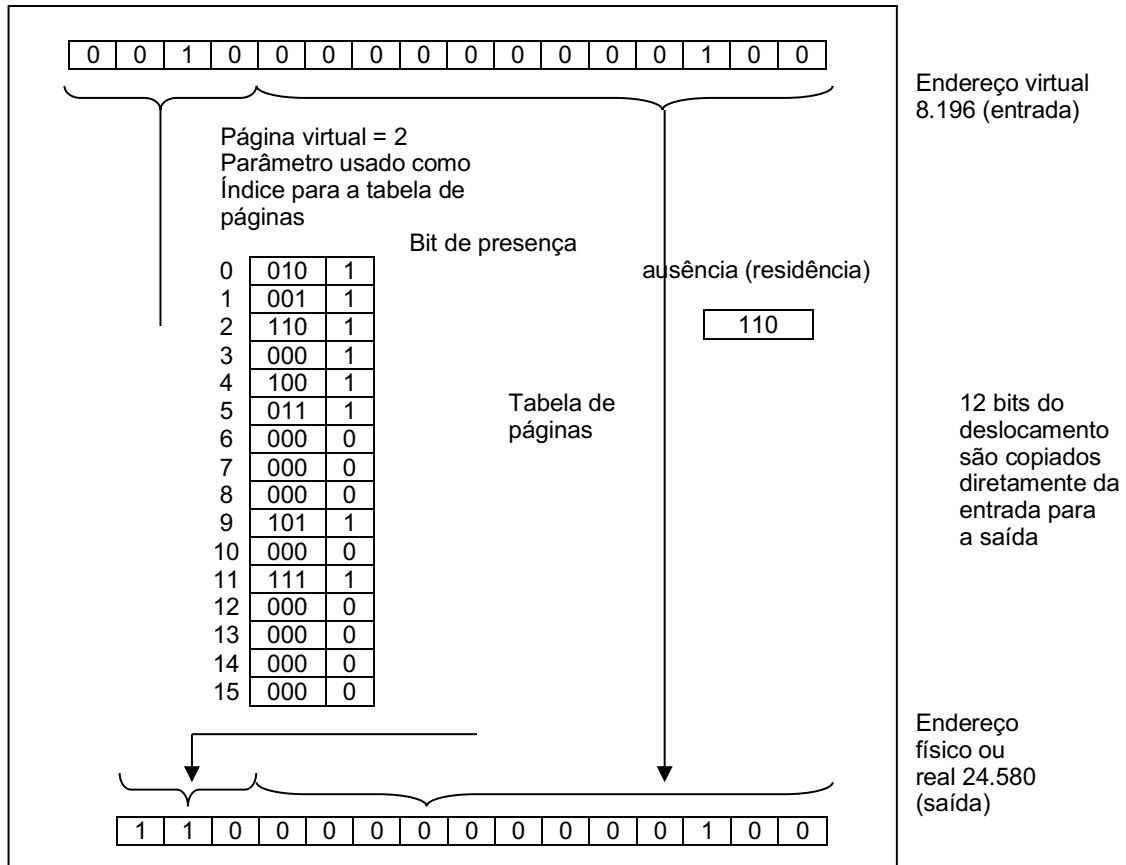 0 0 1 0 0 0 0 0 0 0 0 0 0 1 0 0
Endereço virtual
8.196 (entrada)
Página virtual = 2
Parâmetro usado como
Índice para a tabela de
páginas
Bit de presença
ausência (residência)
0 010 1
1 001 1
2 110 1
110
3 000 1
4 100 1
5 011 1
6 000 0
7 000 0
8 000 0
9 101 1
10 000 0
11 111 1
12 000 0
13 000 0
14 000 0
15 000 0
Tabela de
páginas
12 bits do
deslocamento
são copiados
diretamente da
entrada para
a saída
Endereço
físico ou
real 24.580
(saída)
1 1 0 0 0 0 0 0 0 0 0 0 1 0 0